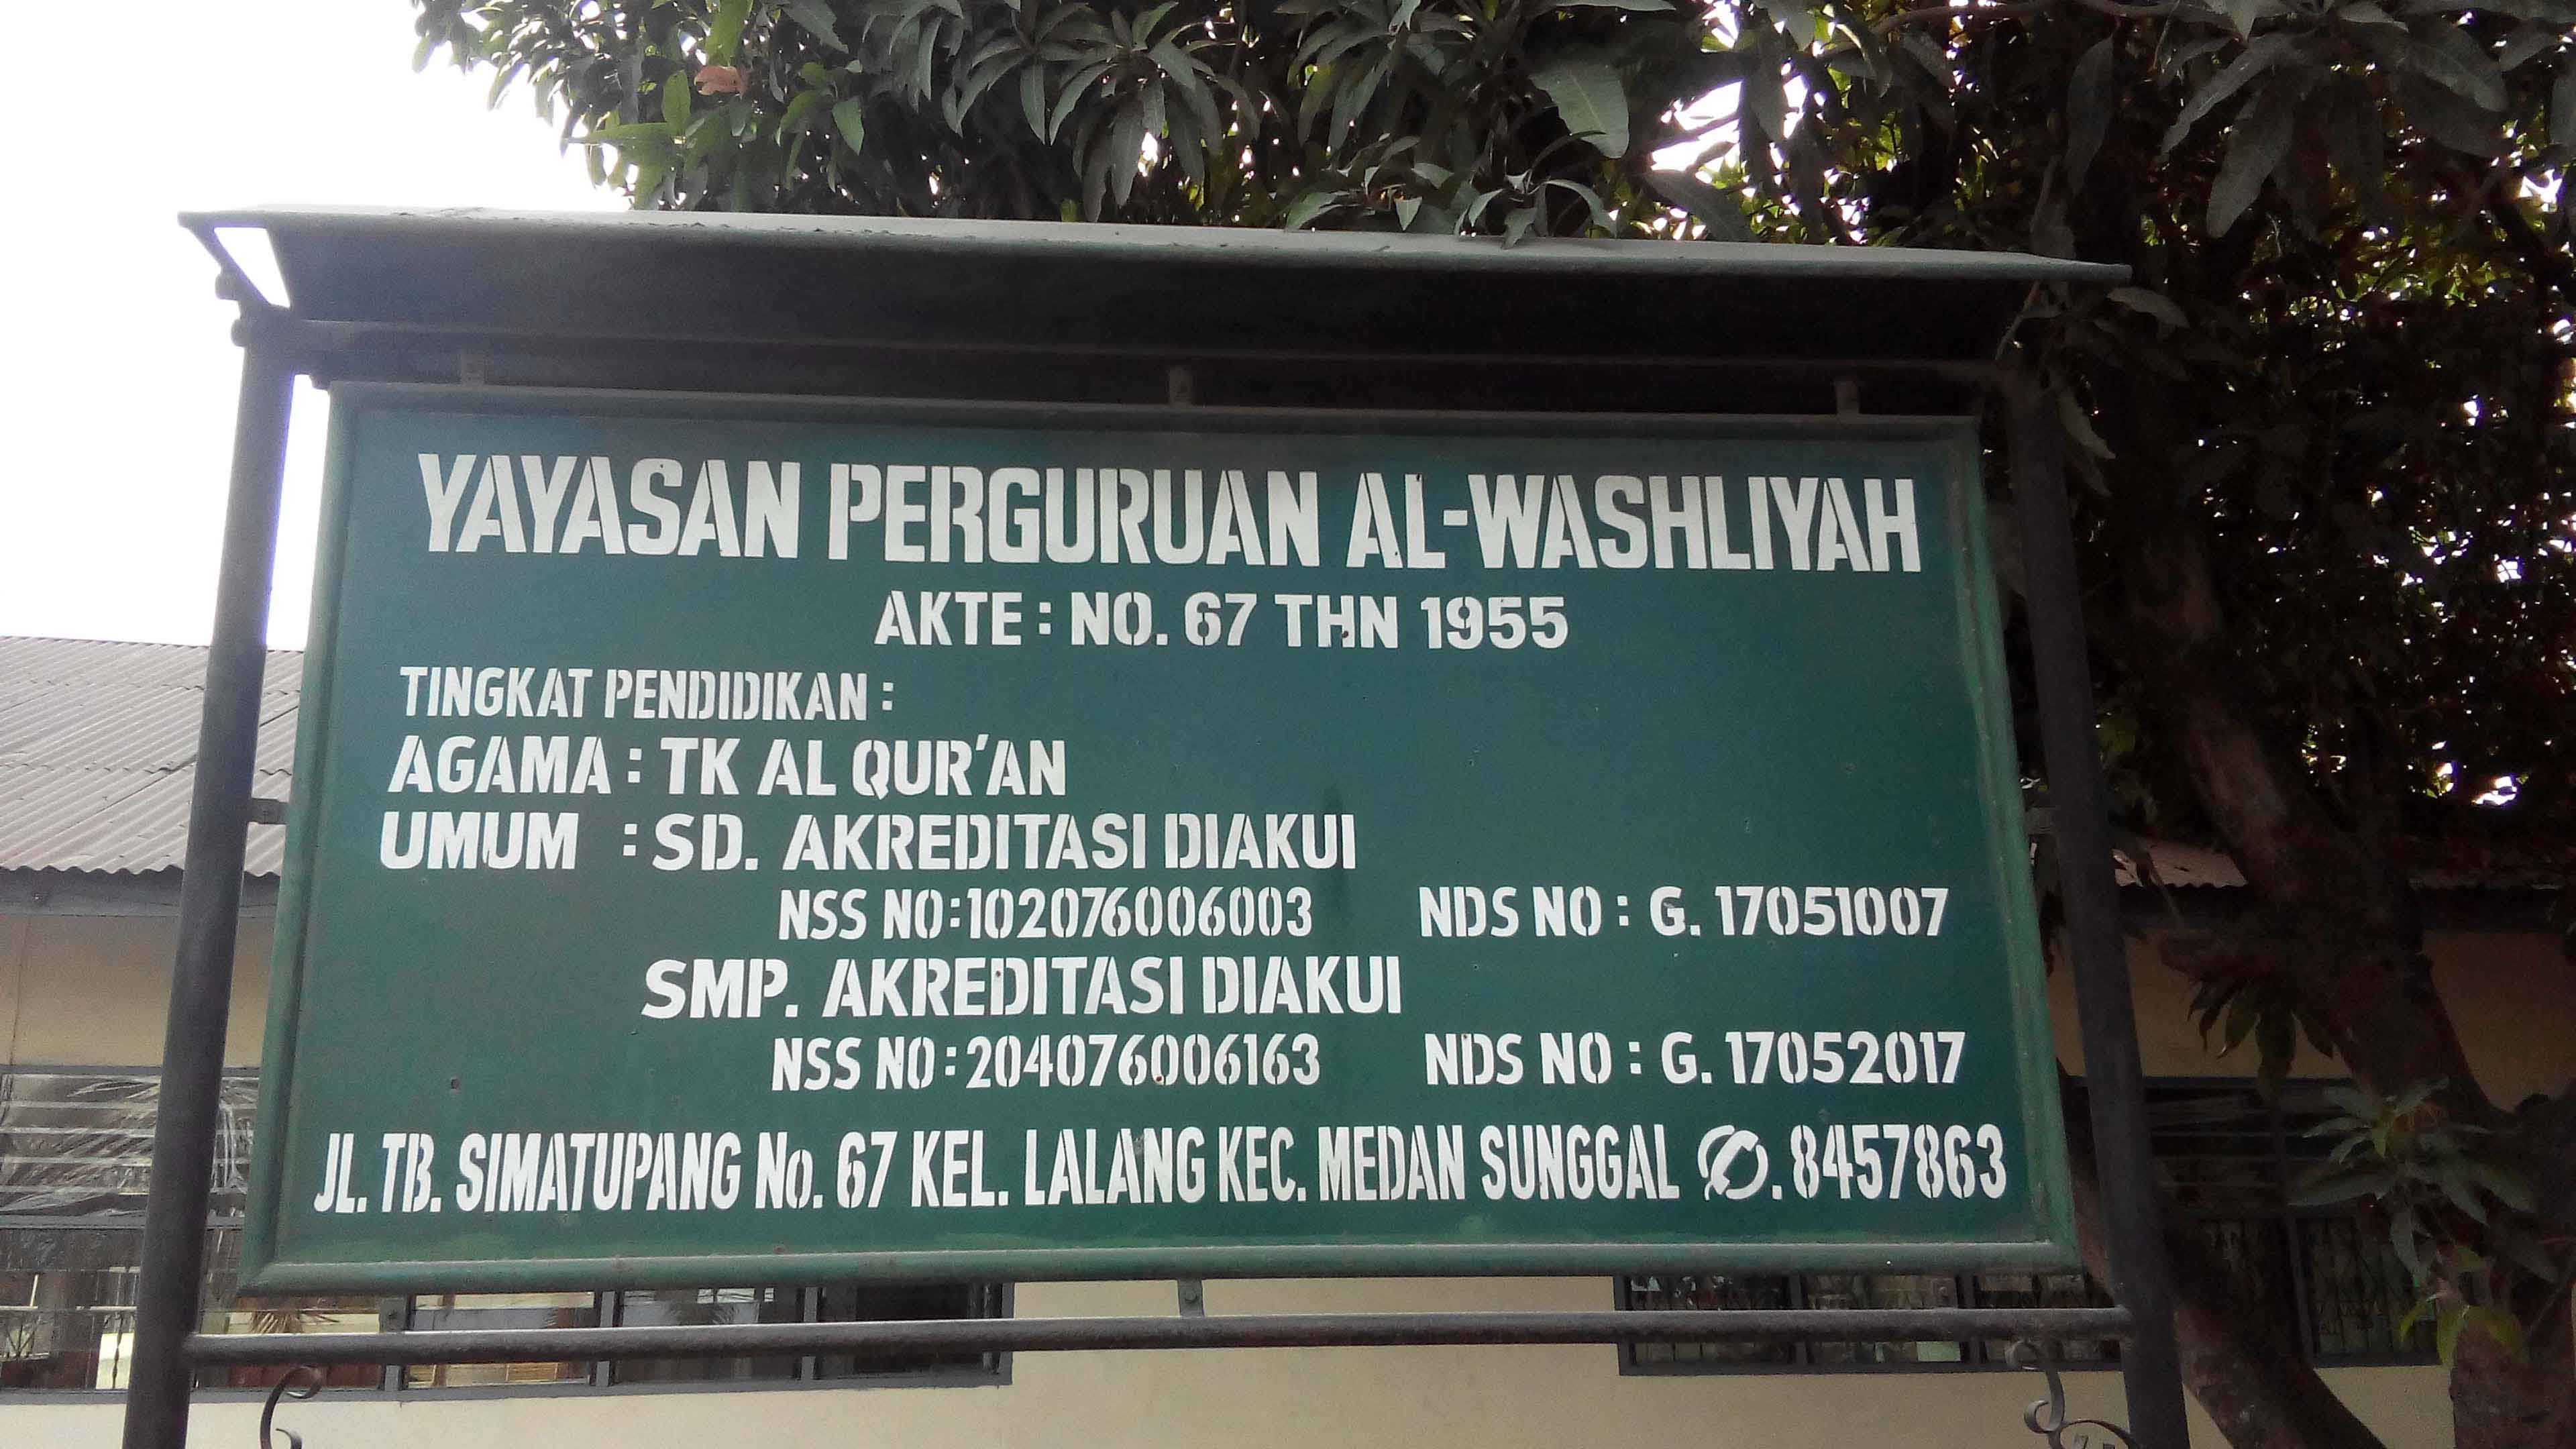 YAYASAN PERGURUAN AL-WASHLIYAH
AKTE : NO. 67 THN 1955
TINGKAT PENDIDIKAN :
AGAMA : TK AL QUR'AN
UMUM : SD. AKREDITASI DIAKUI
NSS NO:102076006003 NDS NO : G. 17051007
SMP. AKREDITASI DIAKUI
NSS NO : 204076006163 NDS NO : G. 17052017
JL. TB. SIMATUPANG No. 67 KEL. LALANG KEC. MEDAN SUNGGAL ✆. 8457863